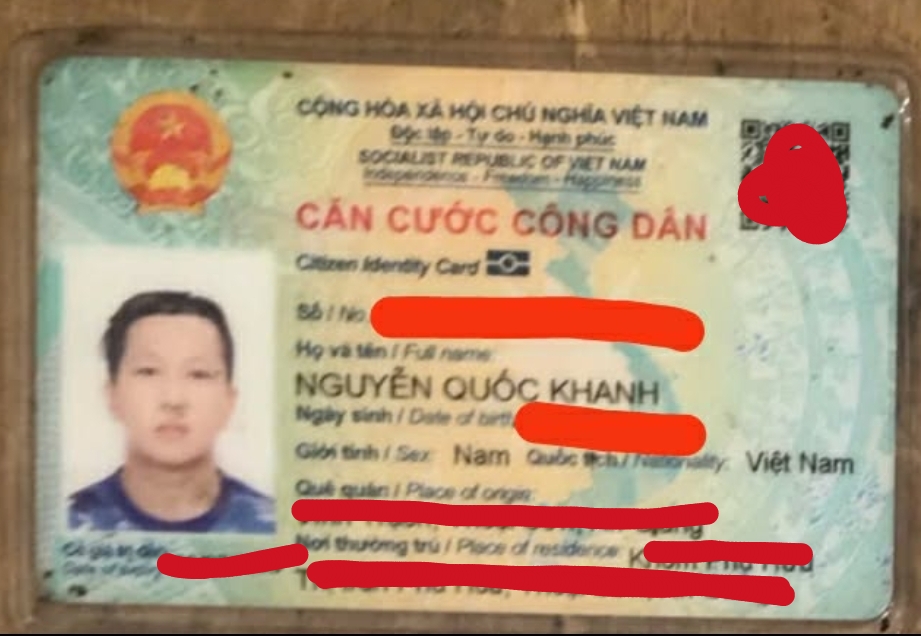 CỘNG HÒA XÃ HỘI CHỦ NGHĨA VIỆT NAM
Độc lập - Tự do - Hạnh phúc
SOCIALIST REPUBLIC OF VIET NAM
Independence - Freedom - Happiness
CĂN CƯỚC CÔNG DÂN
Citizen Identity Card
Số / No
Họ và tên / Full name:
NGUYỄN QUỐC KHANH
Ngày sinh / Date of birth
Giới tính / Sex: Nam Quốc tịch / Nationality: Việt Nam
Quê quán / Place of origin:
Nơi thường trú / Place of residence:
Có giá trị đến
Date of